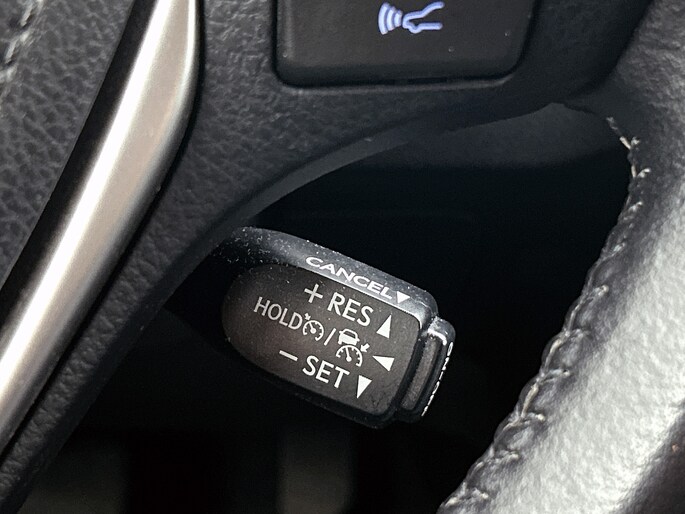 CANCEL▼
+ RES ▲
HOLD / ◀
− SET ▼